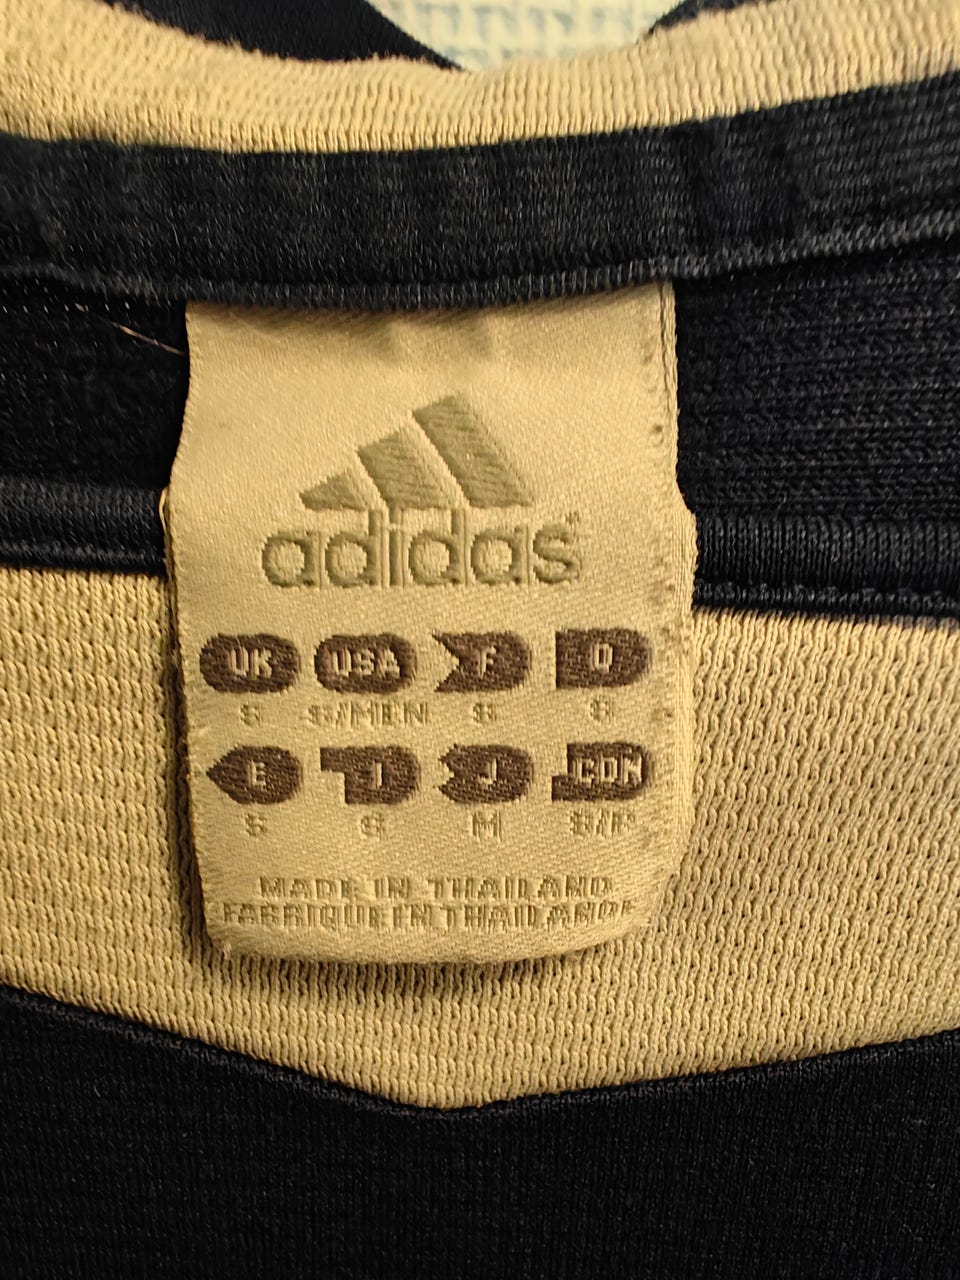 adidas
UK USA F D
S S/MEN S S
E I J CDN
S S M S/P
MADE IN THAILAND
FABRIQUE EN THAILANDE